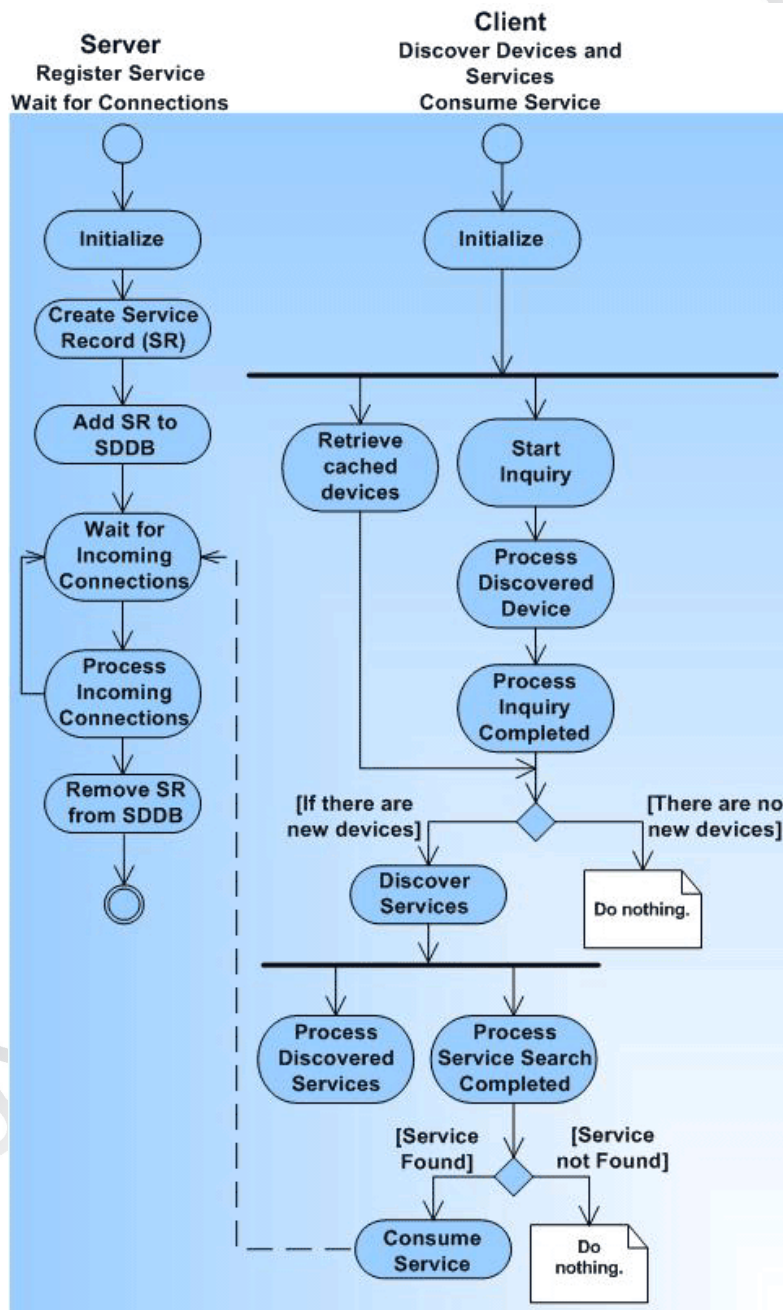 Server
Register Service
Wait for Connections
Initialize
Create Service
Record (SR)
Add SR to
SDDB
Wait for
Incoming
Connections
Process
Incoming
Connections
Remove SR
from SDDB
Client
Discover Devices and
Services
Consume Service
Initialize
Retrieve
cached
devices
Start
Inquiry
Process
Discovered
Device
Process
Inquiry
Completed
[If there are
new devices]
[There are no
new devices]
Discover
Services
Do nothing.
Process
Discovered
Services
Process
Service Search
Completed
[Service
Found]
[Service
not Found]
Consume
Service
Do
nothing.